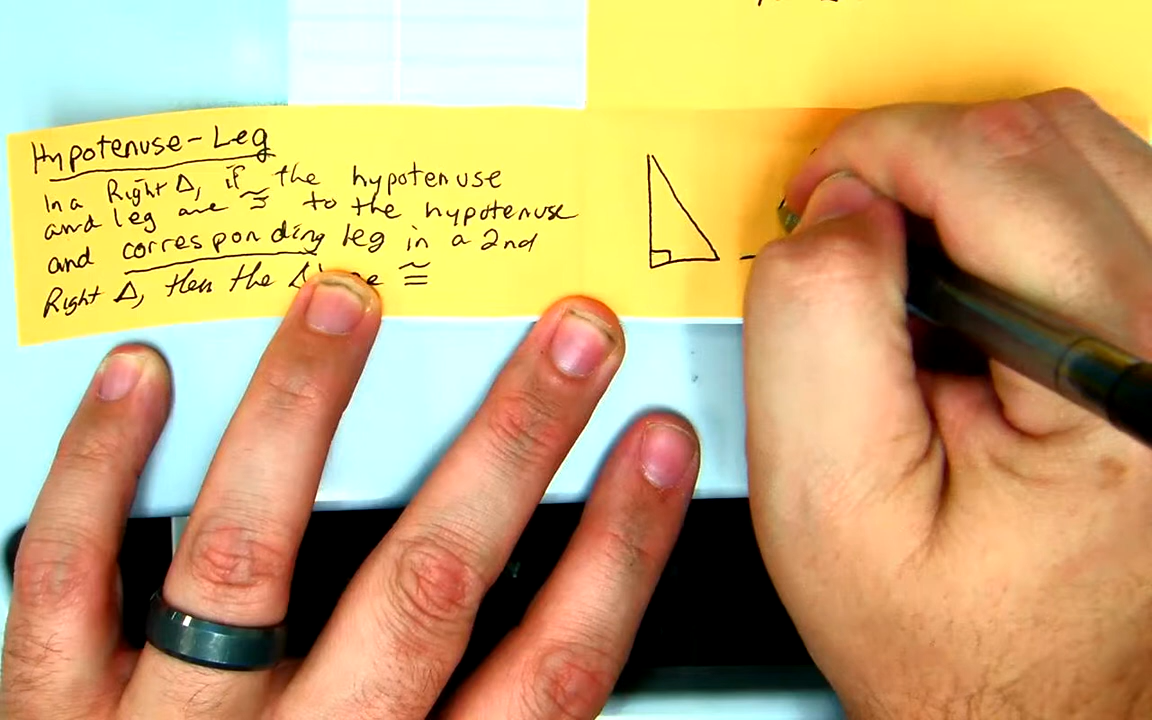 Hypotenuse-Leg
In a Right Δ, if the hypotenuse
and leg are ≅ to the hypotenuse
and corresponding leg in a 2nd
Right Δ, then the ≅